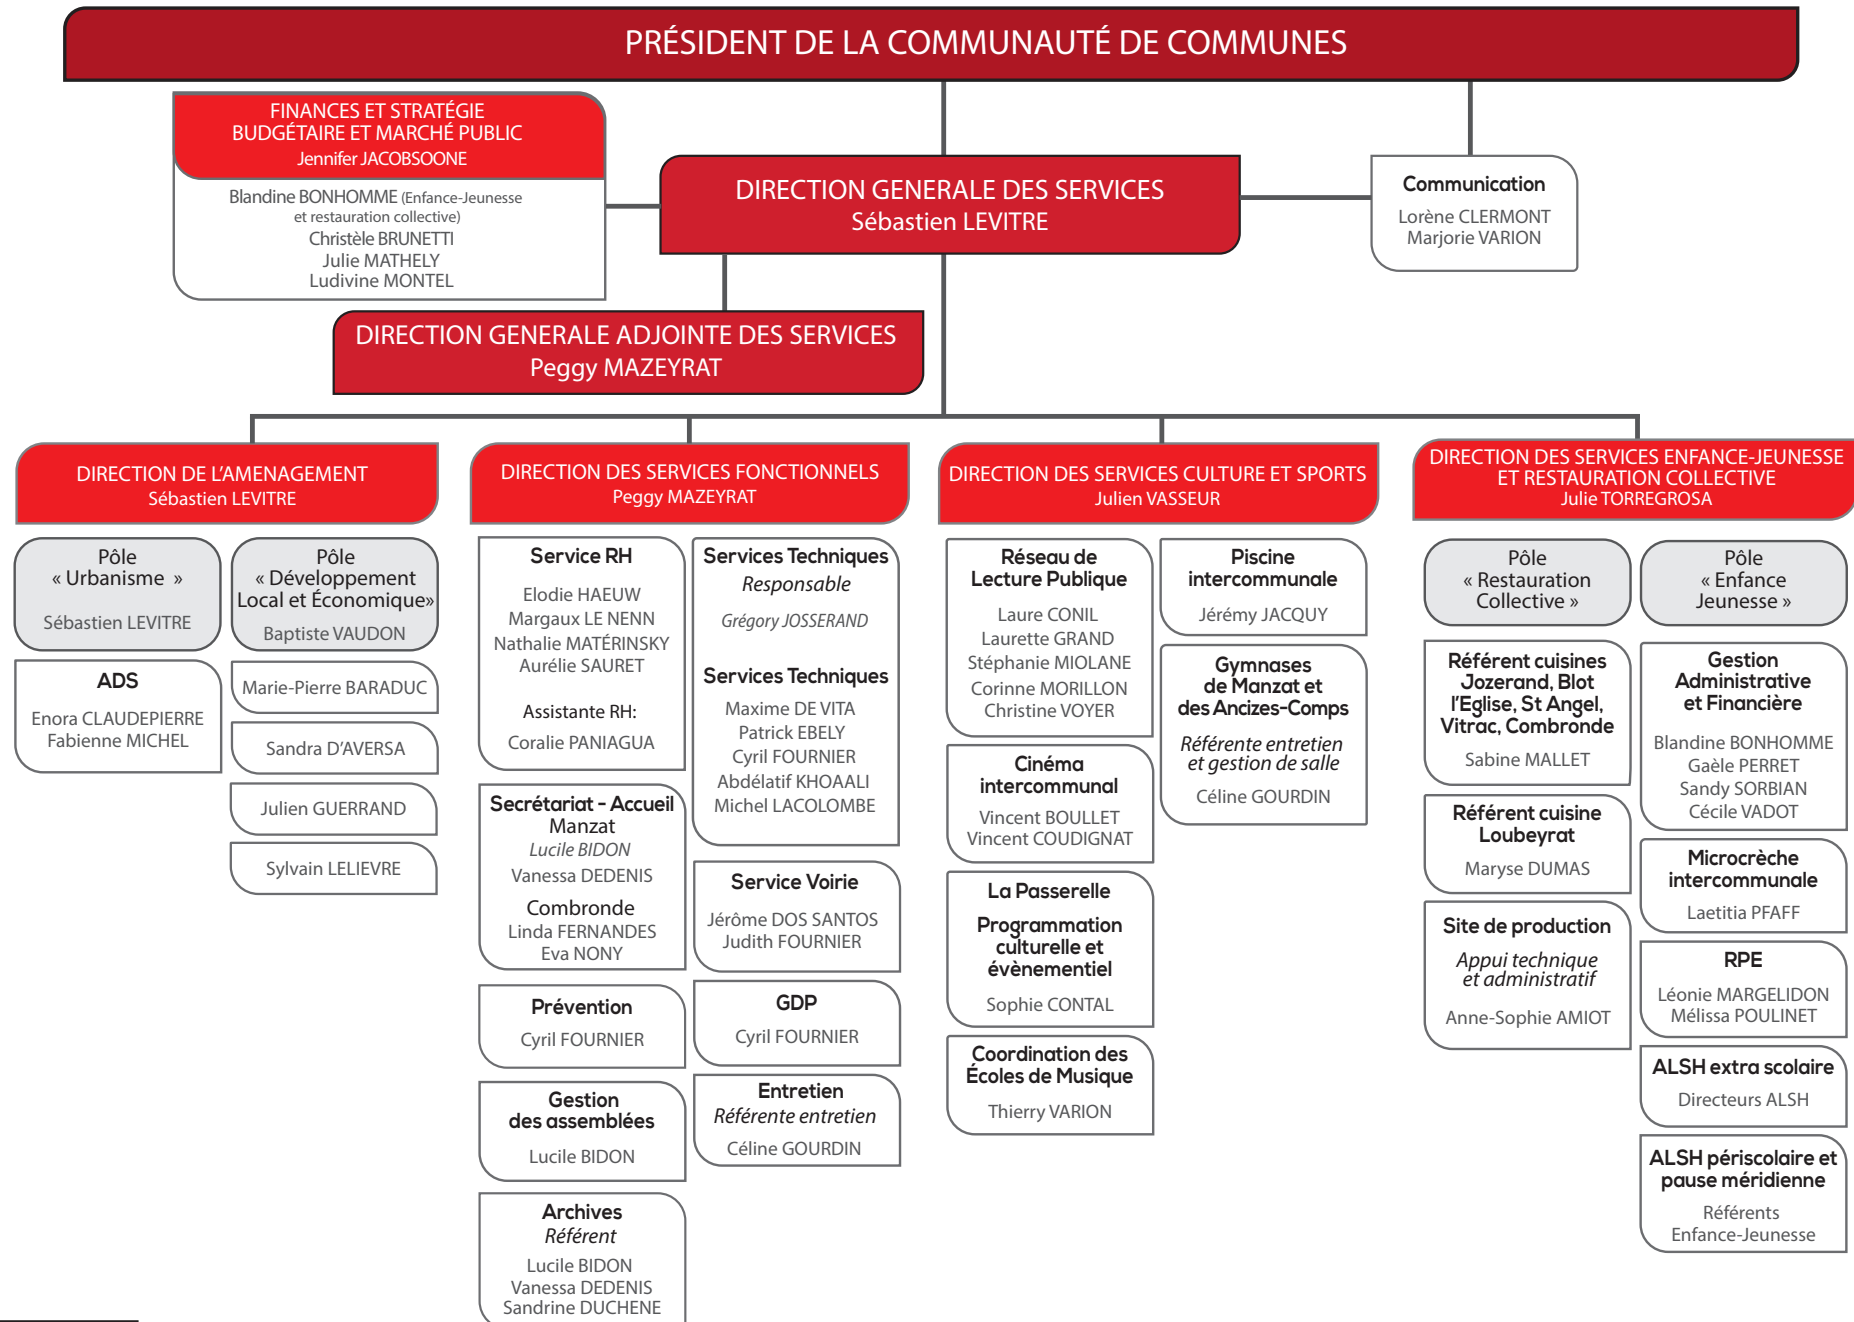 PRÉSIDENT DE LA COMMUNAUTÉ DE COMMUNES
FINANCES ET STRATÉGIE
BUDGÉTAIRE ET MARCHÉ PUBLIC
Jennifer JACOBSOONE
Blandine BONHOMME (Enfance-Jeunesse
et restauration collective)
Christèle BRUNETTI
Julie MATHELY
Ludivine MONTEL
DIRECTION GENERALE DES SERVICES
Sébastien LEVITRE
Communication
Lorène CLERMONT
Marjorie VARION
DIRECTION GENERALE ADJOINTE DES SERVICES
Peggy MAZEYRAT
DIRECTION DE L'AMENAGEMENT
Sébastien LEVITRE
Pôle
« Urbanisme »
Sébastien LEVITRE
ADS
Enora CLAUDEPIERRE
Fabienne MICHEL
Pôle
« Développement
Local et Économique»
Baptiste VAUDON
Marie-Pierre BARADUC
Sandra D'AVERSA
Julien GUERRAND
Sylvain LELIEVRE
DIRECTION DES SERVICES FONCTIONNELS
Peggy MAZEYRAT
Service RH
Elodie HAEUW
Margaux LE NENN
Nathalie MATÉRINSKY
Aurélie SAURET
Assistante RH:
Coralie PANIAGUA
Secrétariat - Accueil
Manzat
Lucile BIDON
Vanessa DEDENIS
Combronde
Linda FERNANDES
Eva NONY
Prévention
Cyril FOURNIER
Gestion
des assemblées
Lucile BIDON
Archives
Référent
Lucile BIDON
Vanessa DEDENIS
Sandrine DUCHENE
Services Techniques
Responsable
Grégory JOSSERAND
Services Techniques
Maxime DE VITA
Patrick EBELY
Cyril FOURNIER
Abdélatif KHOAALI
Michel LACOLOMBE
Service Voirie
Jérôme DOS SANTOS
Judith FOURNIER
GDP
Cyril FOURNIER
Entretien
Référente entretien
Céline GOURDIN
DIRECTION DES SERVICES CULTURE ET SPORTS
Julien VASSEUR
Réseau de
Lecture Publique
Laure CONIL
Laurette GRAND
Stéphanie MIOLANE
Corinne MORILLON
Christine VOYER
Cinéma
intercommunal
Vincent BOULLET
Vincent COUDIGNAT
La Passerelle
Programmation
culturelle et
évènementiel
Sophie CONTAL
Coordination des
Écoles de Musique
Thierry VARION
Piscine
intercommunale
Jérémy JACQUY
Gymnases
de Manzat et
des Ancizes-Comps
Référente entretien
et gestion de salle
Céline GOURDIN
DIRECTION DES SERVICES ENFANCE-JEUNESSE
ET RESTAURATION COLLECTIVE
Julie TORREGROSA
Pôle
« Restauration
Collective »
Référent cuisines
Jozerand, Blot
l'Eglise, St Angel,
Vitrac, Combronde
Sabine MALLET
Référent cuisine
Loubeyrat
Maryse DUMAS
Site de production
Appui technique
et administratif
Anne-Sophie AMIOT
Pôle
« Enfance
Jeunesse »
Gestion
Administrative
et Financière
Blandine BONHOMME
Gaèle PERRET
Sandy SORBIAN
Cécile VADOT
Microcrèche
intercommunale
Laetitia PFAFF
RPE
Léonie MARGELIDON
Mélissa POULINET
ALSH extra scolaire
Directeurs ALSH
ALSH périscolaire et
pause méridienne
Référents
Enfance-Jeunesse